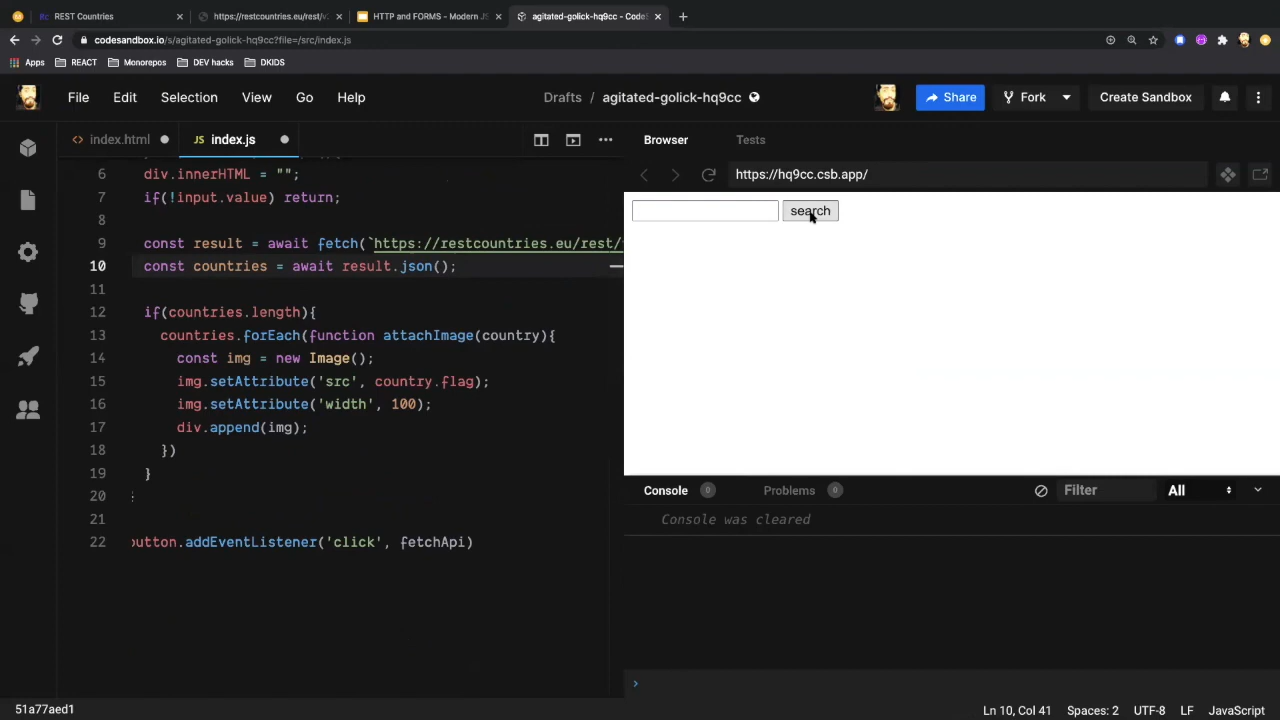 REST Countries
https://restcountries.eu/rest/v
HTTP and FORMS - Modern JS
agitated-golick-hq9cc - CodeS
codesandbox.io/s/agitated-golick-hq9cc?file=/src/index.js
Apps
REACT
Monorepos
DEV hacks
DKIDS
File
Edit
Selection
View
Go
Help
Drafts / agitated-golick-hq9cc
Share
Fork
Create Sandbox
index.html
JS index.js
Browser
Tests
https://hq9cc.csb.app/
6 div.innerHTML = "";
7 if(!input.value) return;
8
9 const result = await fetch(`https://restcountries.eu/rest/
10 const countries = await result.json();
11
12 if(countries.length){
13 countries.forEach(function attachImage(country){
14 const img = new Image();
15 img.setAttribute('src', country.flag);
16 img.setAttribute('width', 100);
17 div.append(img);
18 })
19 }
20
21
22 utton.addEventListener('click', fetchApi)
search
Console 0
Problems 0
Filter
All
Console was cleared
›
51a77aed1
Ln 10, Col 41
Spaces: 2
UTF-8
LF
JavaScript